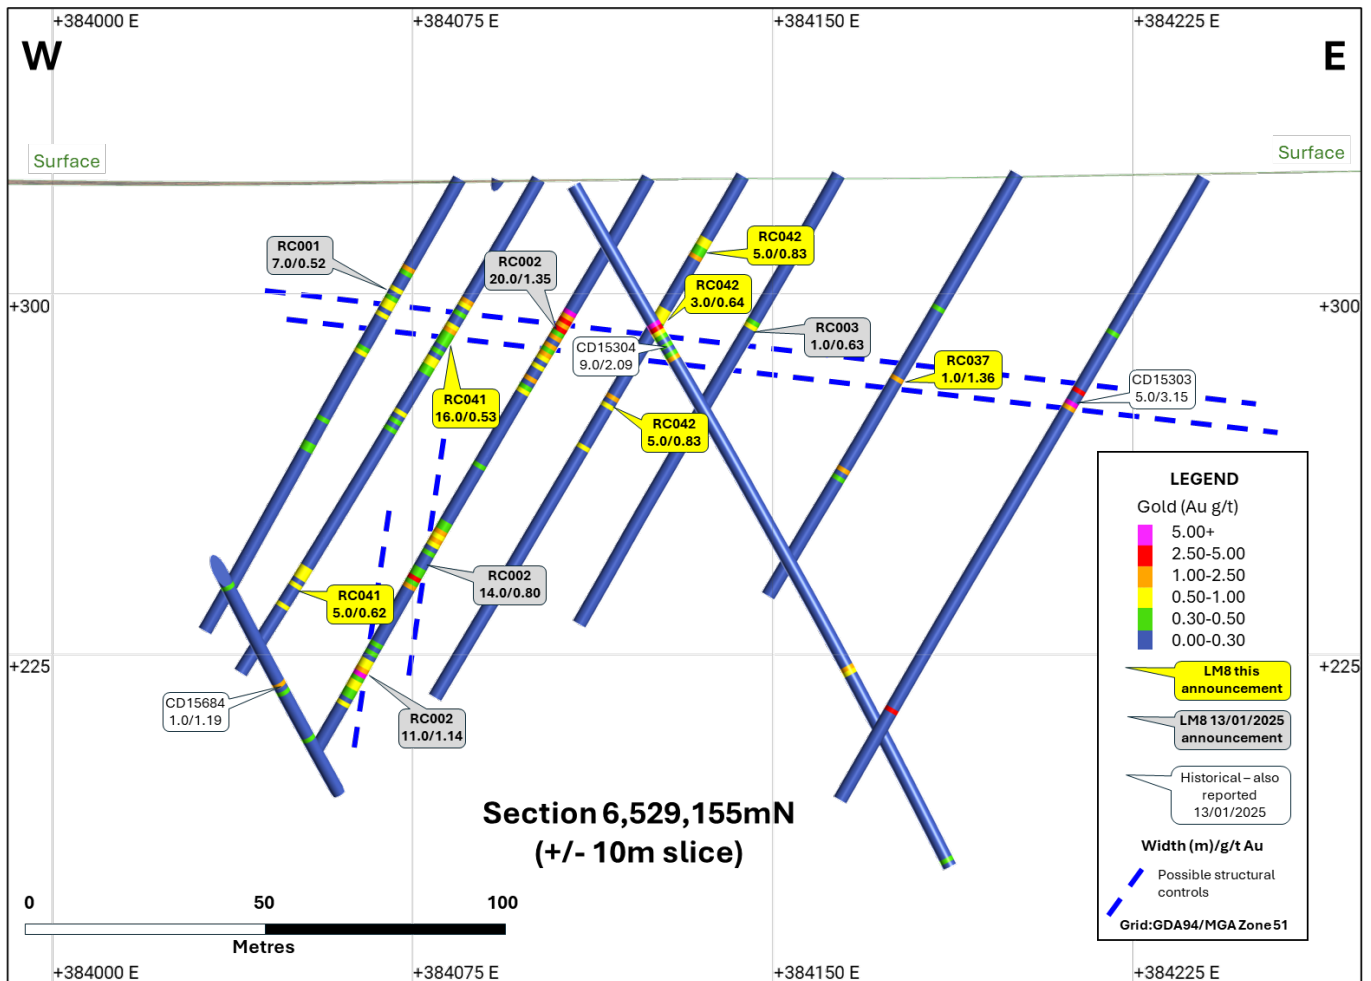 +384000 E
+384075 E
+384150 E
+384225 E
W
E
Surface
Surface
RC001
7.0/0.52
RC002
20.0/1.35
RC042
5.0/0.83
RC042
3.0/0.64
+300
+300
RC003
1.0/0.63
CD15304
9.0/2.09
RC037
1.0/1.36
CD15303
5.0/3.15
RC041
16.0/0.53
RC042
5.0/0.83
RC002
14.0/0.80
RC041
5.0/0.62
+225
+225
CD15684
1.0/1.19
RC002
11.0/1.14
LEGEND
Gold (Au g/t)
5.00+
2.50-5.00
1.00-2.50
0.50-1.00
0.30-0.50
0.00-0.30
LM8 this
announcement
LM8 13/01/2025
announcement
Historical – also
reported
13/01/2025
Width (m)/g/t Au
Possible structural
controls
Grid:GDA94/MGA Zone 51
Section 6,529,155mN
(+/- 10m slice)
0
50
100
Metres
+384000 E
+384075 E
+384150 E
+384225 E